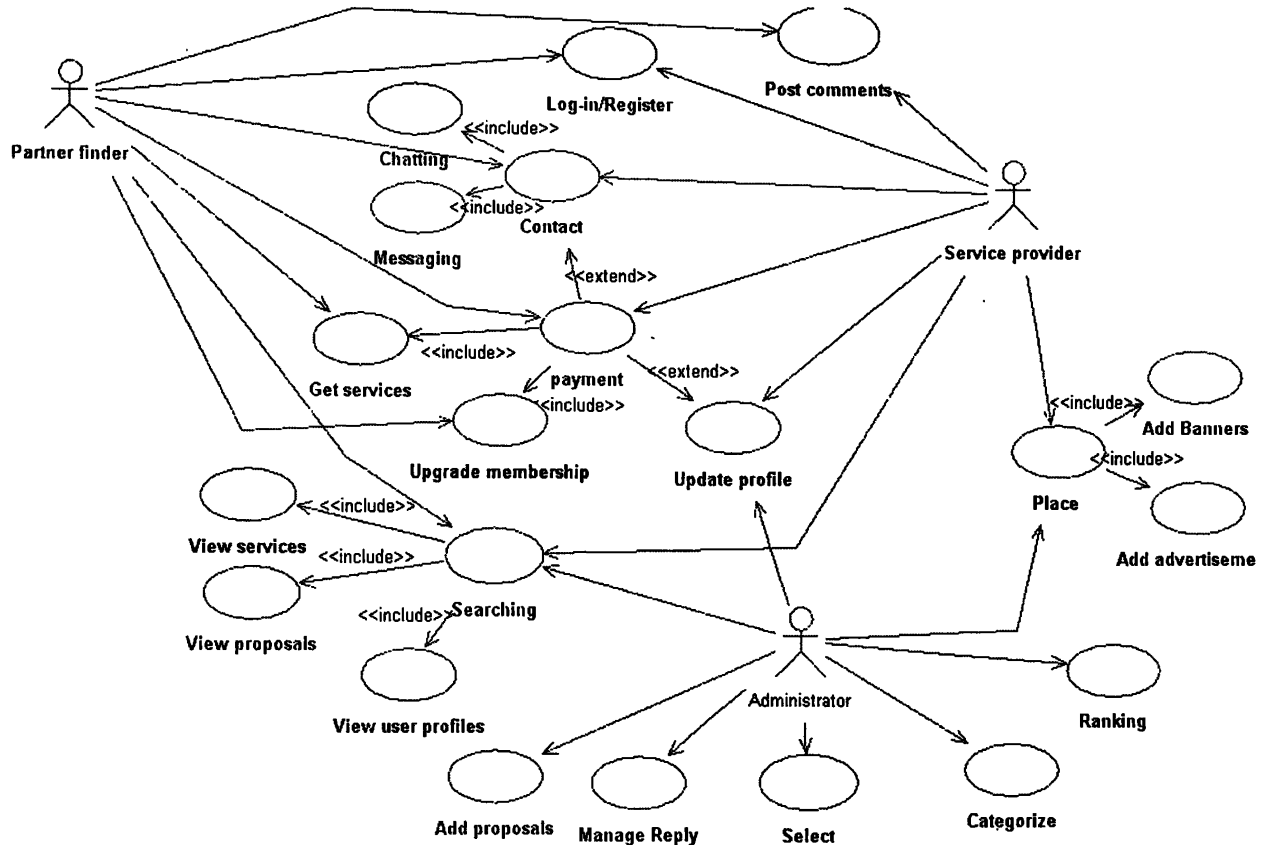 Post comments
Log-in/Register
Partner finder
<<include>>
Chatting
<<include>>
Contact
Messaging
Service provider
<<extend>>
<<include>>
Get services
payment
<<extend>>
<<include>>
Upgrade membership
Update profile
<<include>>
Add Banners
<<include>>
Place
Add advertiseme
<<include>>
View services
<<include>>
Searching
View proposals
<<include>>
View user profiles
Administrator
Ranking
Add proposals
Manage Reply
Select
Categorize